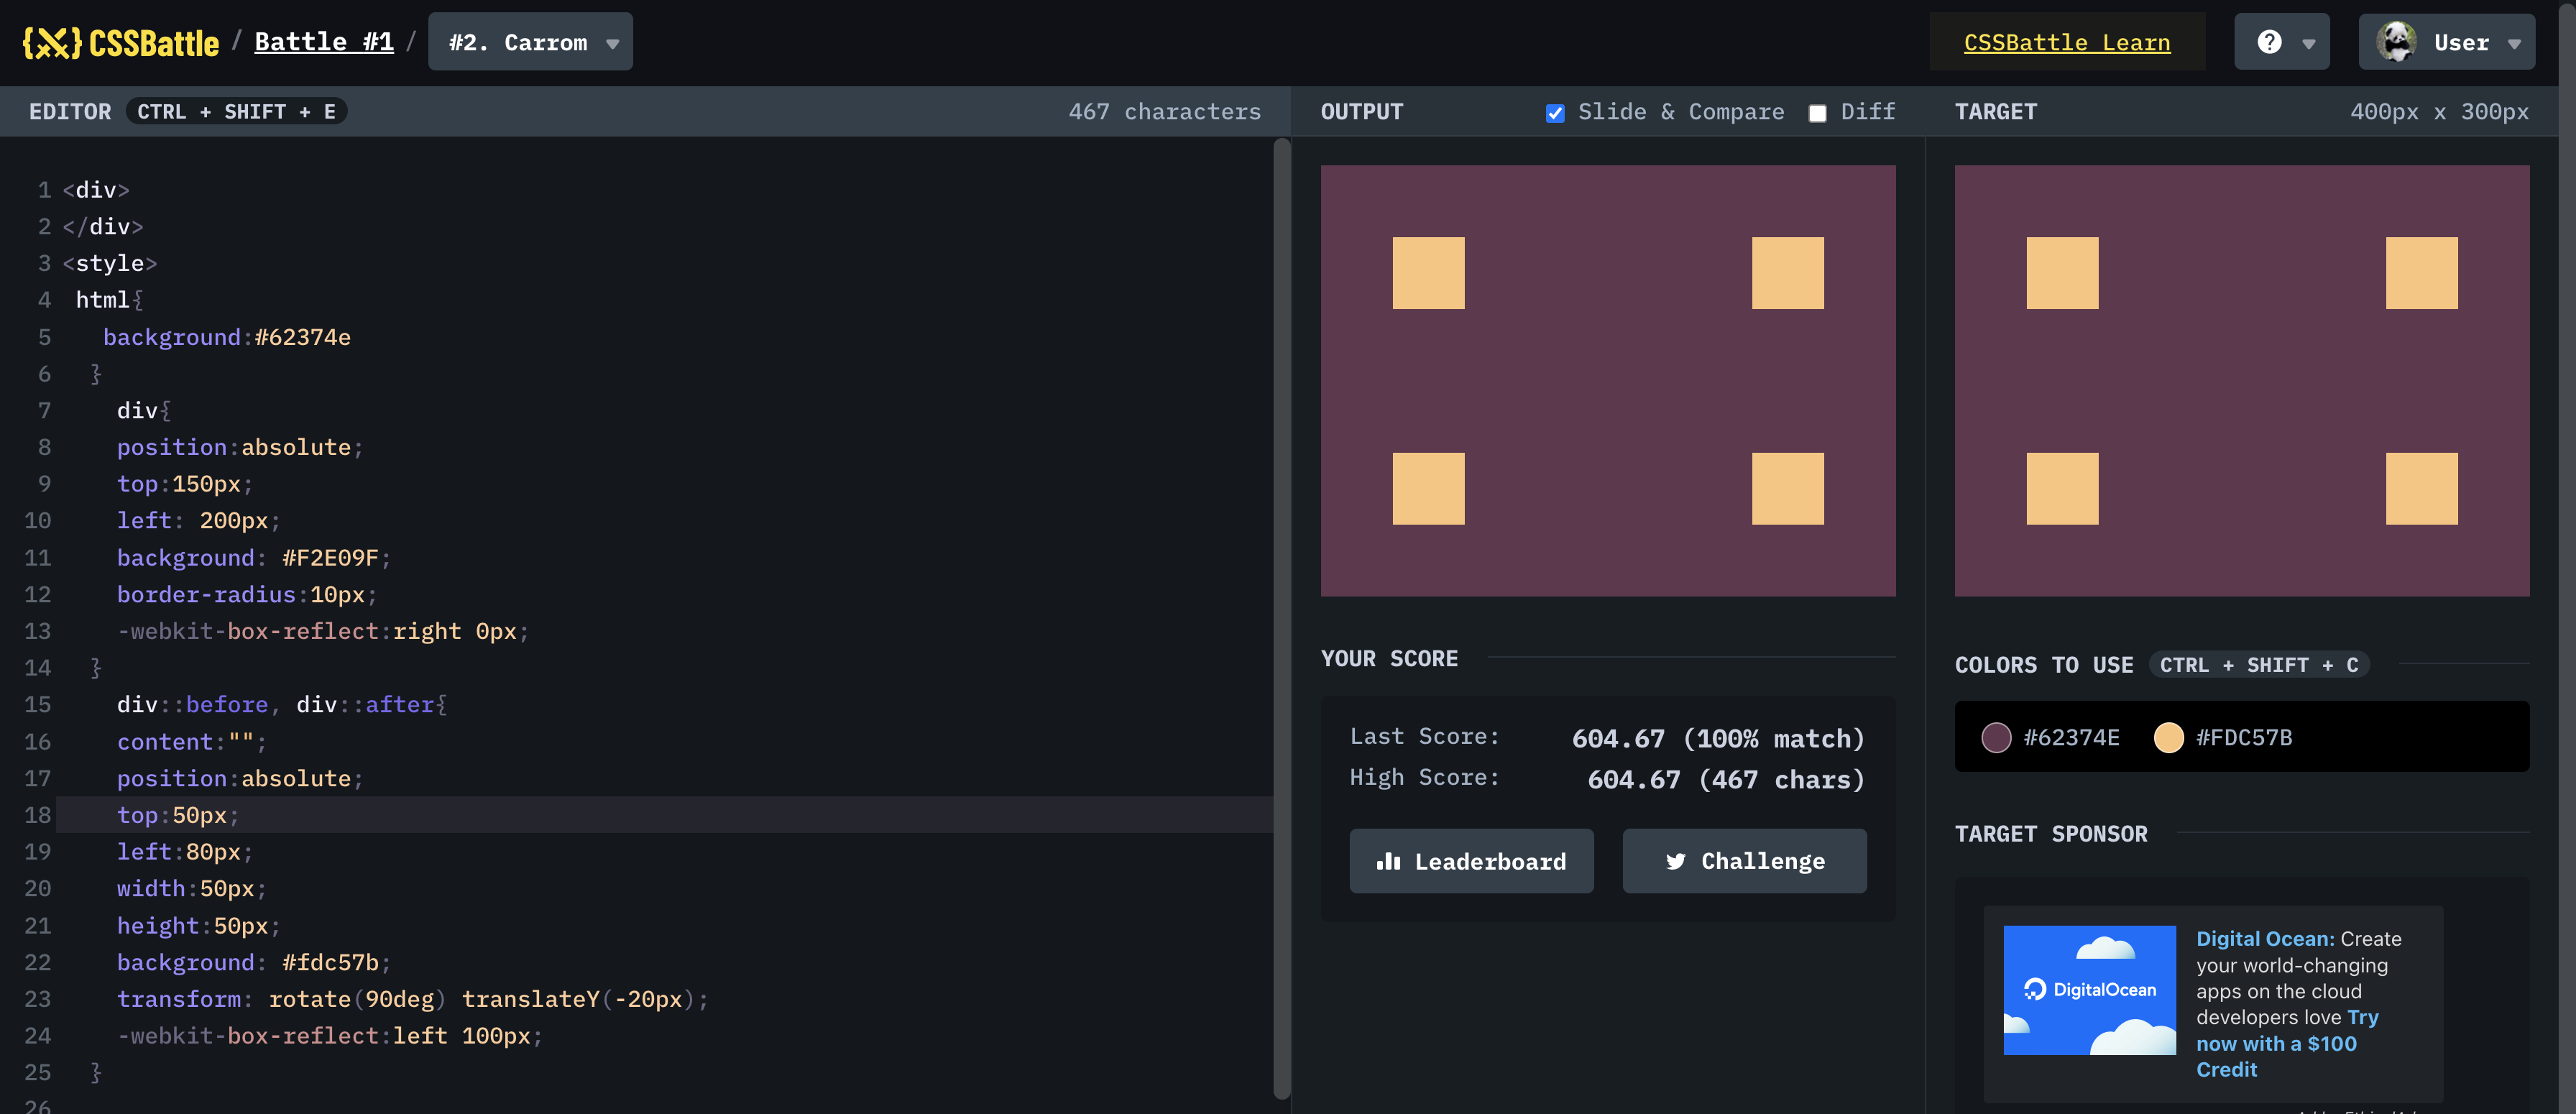 {X} CSSBattle / Battle #1 / #2. Carrom
CSSBattle Learn
?
User
EDITOR CTRL + SHIFT + E
467 characters
1 <div>
2 </div>
3 <style>
4 html{
5 background:#62374e
6 }
7 div{
8 position:absolute;
9 top:150px;
10 left: 200px;
11 background: #F2E09F;
12 border-radius:10px;
13 -webkit-box-reflect:right 0px;
14 }
15 div::before, div::after{
16 content:"";
17 position:absolute;
18 top:50px;
19 left:80px;
20 width:50px;
21 height:50px;
22 background: #fdc57b;
23 transform: rotate(90deg) translateY(-20px);
24 -webkit-box-reflect:left 100px;
25 }
26
OUTPUT
Slide & Compare
Diff
YOUR SCORE
Last Score: 604.67 (100% match)
High Score: 604.67 (467 chars)
Leaderboard
Challenge
TARGET
400px x 300px
COLORS TO USE CTRL + SHIFT + C
#62374E #FDC57B
TARGET SPONSOR
DigitalOcean
Digital Ocean: Create
your world-changing
apps on the cloud
developers love Try
now with a $100
Credit